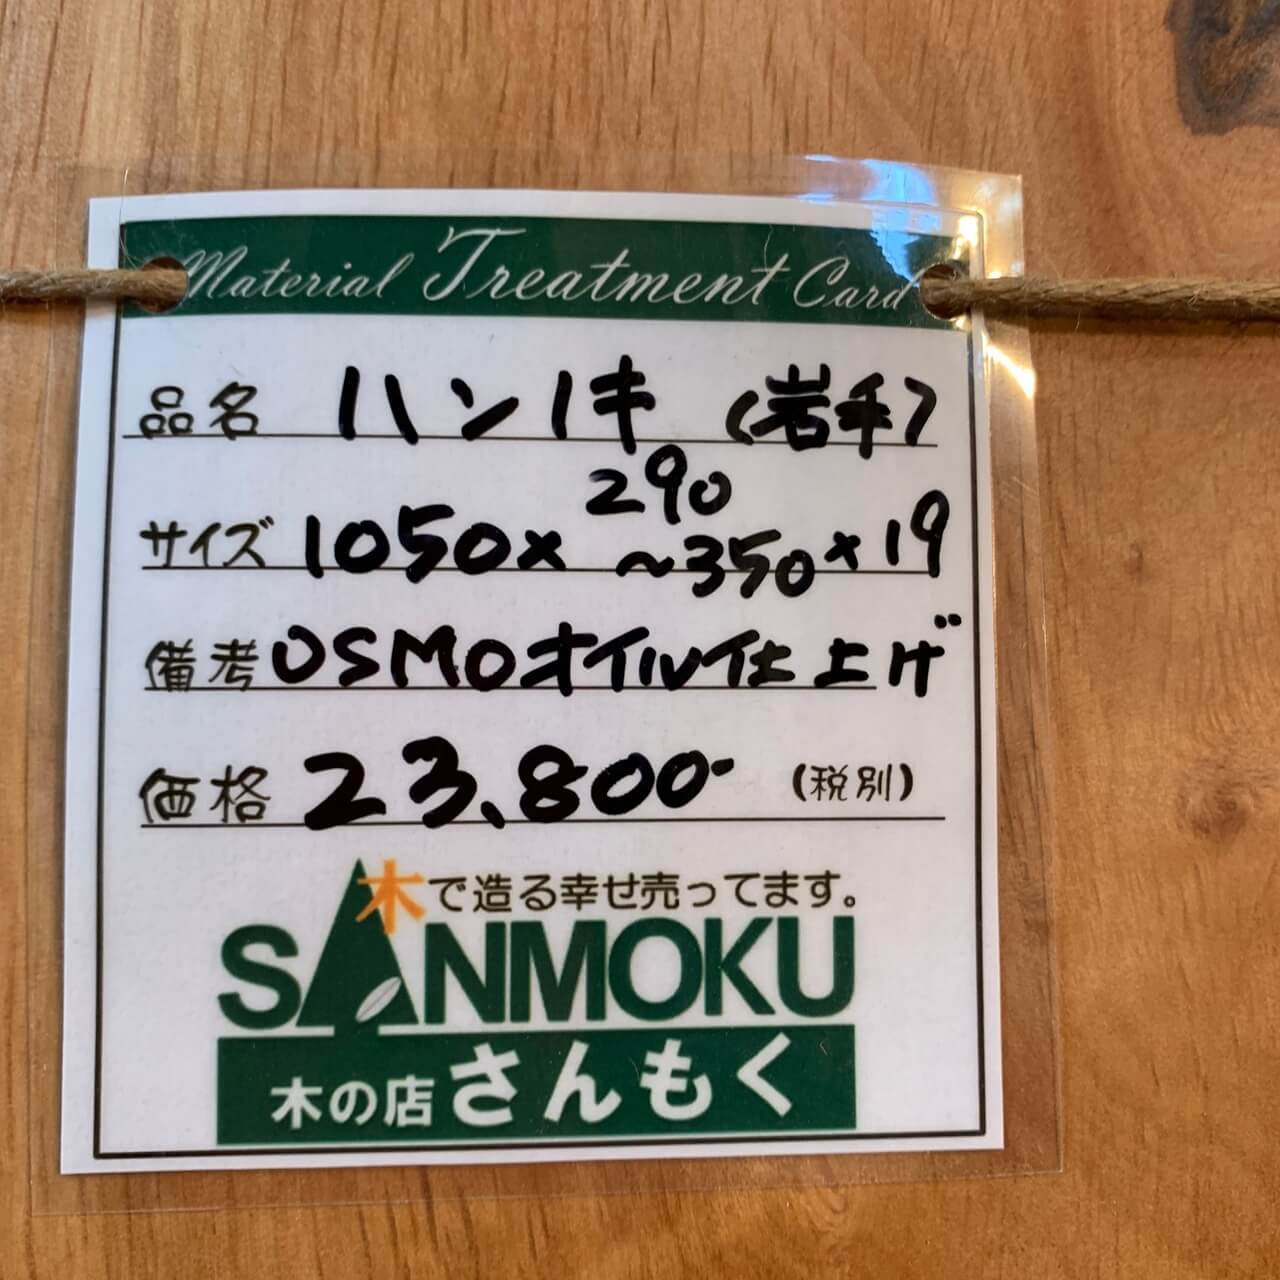 Material Treatment Card
品名 ハンノキ (岩手)
サイズ 1050× 290~350×19
備考 OSMOオイル仕上げ
価格 23,800- (税別)
木で造る幸せ売ってます。
SANMOKU
木の店さんもく